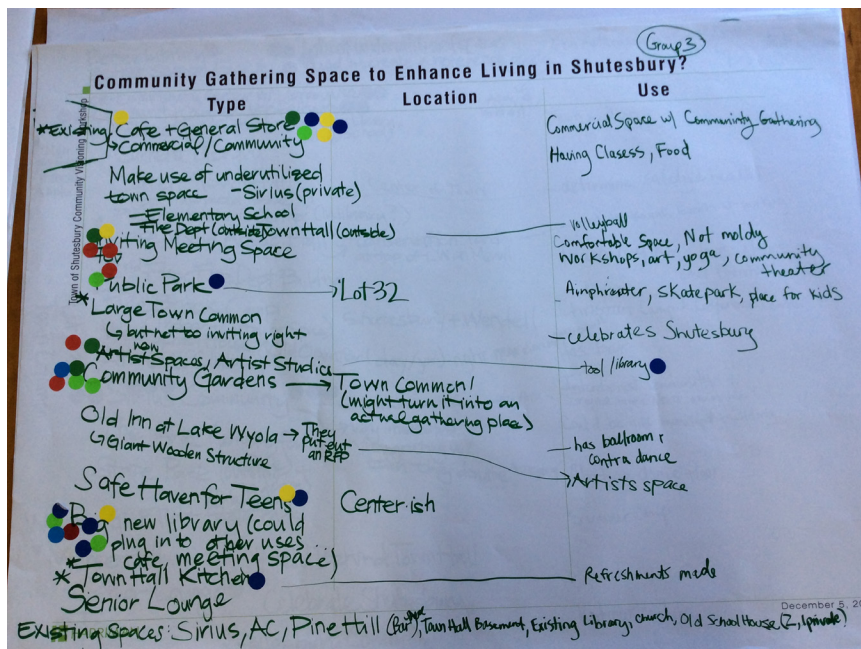 Group 3
Community Gathering Space to Enhance Living in Shutesbury?
Type Location Use
Town of Shutesbury Community Visioning Workshop
*Existing Cafe + General Store
Commercial/Community
Commercial Space w/ Community Gathering
Having Clasess, Food
Make use of underutilized
town space - Sirius (private)
- Elementary School
- Fire Dept (outside) Town Hall (outside)
- volleyball
Inviting Meeting Space
Comfortable Space, Not moldy
workshops, art, yoga, community
theater
Public Park
Lot 32
Amphiteater, skatepark, place for kids
* Large Town Common
but not too inviting right
now
- celebrates Shutesbury
Artist Spaces, Artist Studios
- tool library
Community Gardens
Town Common/
(might turn it into an
actual gathering place)
Old Inn at Lake Wyola → They
put out
an RFP
Giant Wooden Structure
- has ballroom +
contra dance
Artists space
Safe Haven for Teens
Center-ish
Big new library (could
plug in to other uses
cafe, meeting space)
* Town Hall Kitchen
Refreshments made
Senior Lounge
December 5, 20
Existing Spaces: Sirius, AC, Pine Hill Town Hall Basement, Existing Library, church, Old School House (2, 1 private)